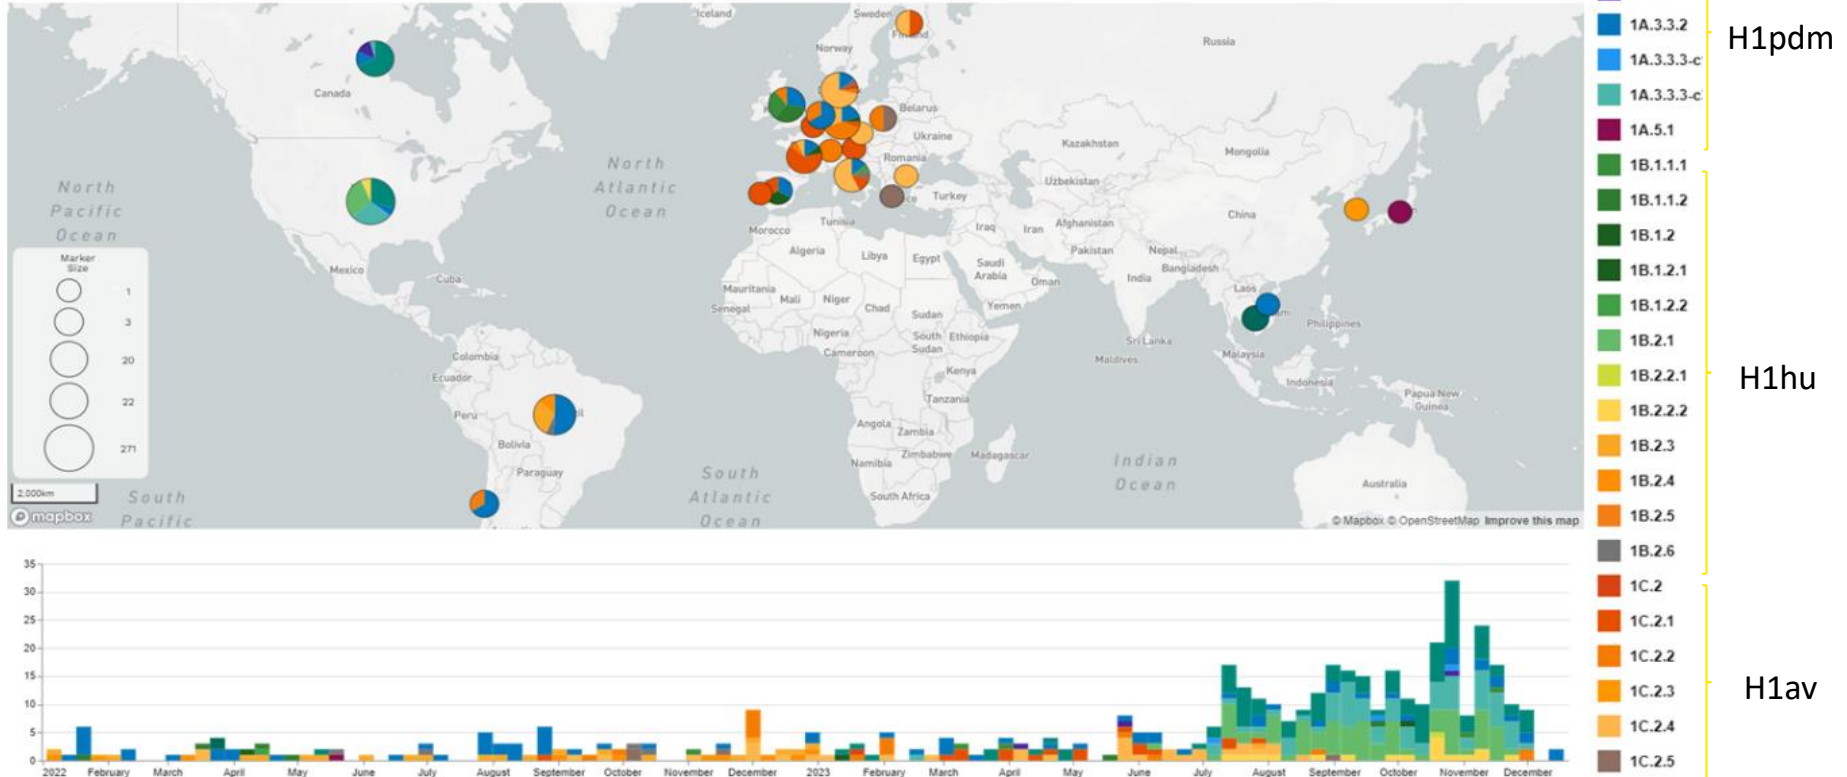 Iceland
Sweden
Norway
Russia
Canada
Belarus
Ukraine
Romania
Kazakhstan
Mongolia
Uzbekistan
Turkey
North
Atlantic
Ocean
North
Pacific
Ocean
Tunisia
Morocco
Algeria
Libya
Egypt
Iraq
Iran
Afghanistan
Pakistan
Nepal
China
Saudi
Arabia
Oman
India
Bangladesh
Laos
Mexico
Cuba
Mauritania
Mali
Niger
Chad
Sudan
Yemen
Senegal
Nigeria
South
Sudan
Ethiopia
Cameroon
Kenya
Tanzania
Sri Lanka
Maldives
Philippines
Malaysia
Indonesia
Papua New
Guinea
Colombia
Ecuador
Peru
Bolivia
Paraguay
Angola
Zambia
Zimbabwe
Namibia
Madagascar
South Africa
Australia
South
Atlantic
Ocean
Indian
Ocean
South
Pacific
Marker
Size
1
3
20
22
271
2,000km
mapbox
© Mapbox © OpenStreetMap Improve this map
1A.3.3.2
1A.3.3.3-c
1A.3.3.3-c
1A.5.1
1B.1.1.1
1B.1.1.2
1B.1.2
1B.1.2.1
1B.1.2.2
1B.2.1
1B.2.2.1
1B.2.2.2
1B.2.3
1B.2.4
1B.2.5
1B.2.6
1C.2
1C.2.1
1C.2.2
1C.2.3
1C.2.4
1C.2.5
H1pdm
H1hu
H1av
35
30
25
20
15
10
5
0
2022 February March April May June July August September October November December 2023 February March April May June July August September October November December